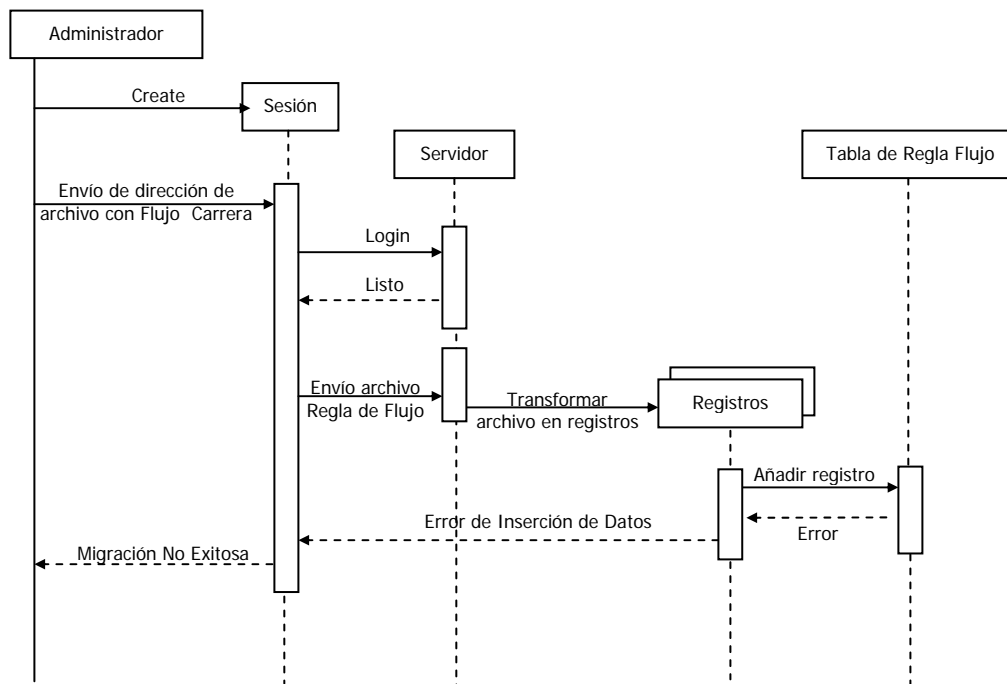 Administrador
Create
Sesión
Servidor
Tabla de Regla Flujo
Envío de dirección de
archivo con Flujo Carrera
Login
Listo
Envío archivo
Regla de Flujo
Transformar
archivo en registros
Registros
Añadir registro
Error
Error de Inserción de Datos
Migración No Exitosa